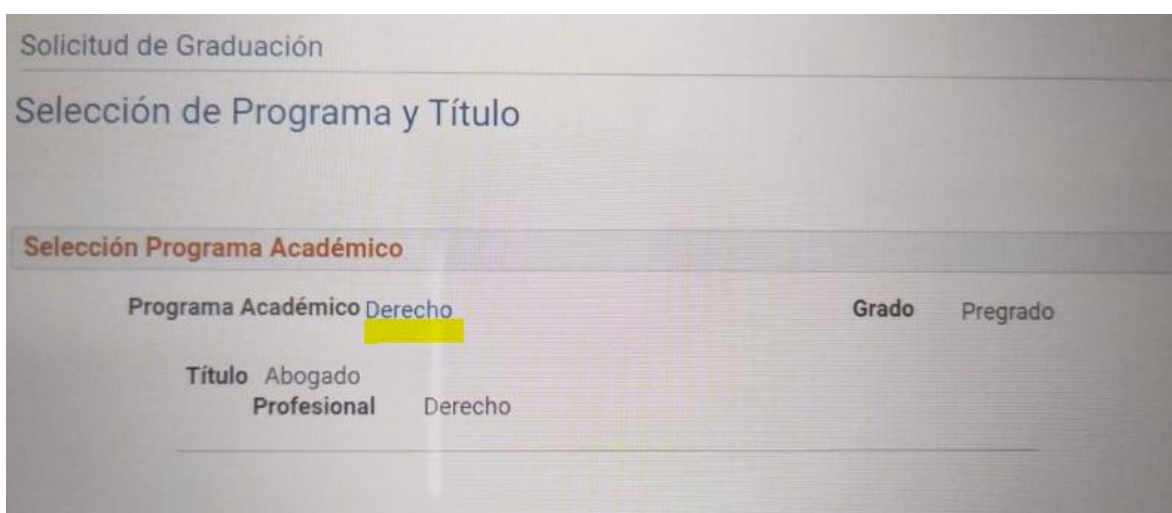 Solicitud de Graduación
Selección de Programa y Título
Selección Programa Académico
Programa Académico Derecho Grado Pregrado
Título Abogado
Profesional Derecho